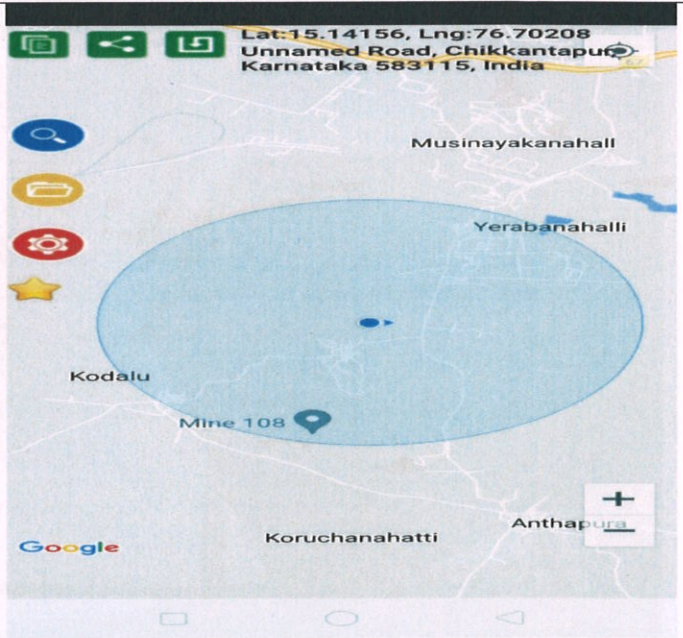 Lat:15.14156, Lng:76.70208
Unnamed Road, Chikkantapur
Karnataka 583115, India
67
Musinayakanahall
Yerabanahalli
Kodalu
Mine 108
Anthapura
Koruchanahatti
Google